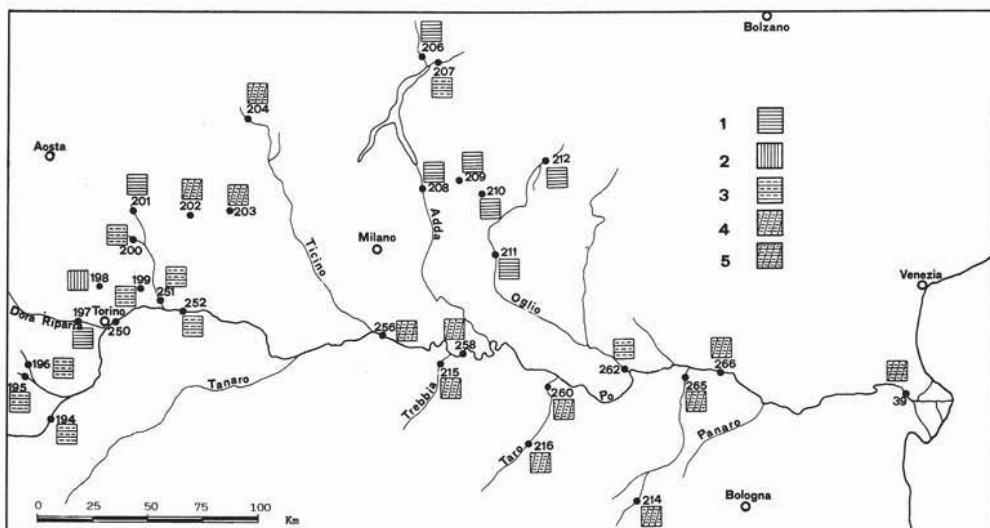 Bolzano
206
207
204
1
Aosta
2
212
209
208
210
201
202
203
3
200
Adda
4
Milano
211
5
198
199
Ticino
Venezia
251
252
Oglio
Dora Riparia
197
Torino
250
256
258
262
266
196
215
265
195
Tanaro
Trebbia
260
Po
39
194
Taro
216
Panaro
214
Bologna
0 25 50 75 100
Km